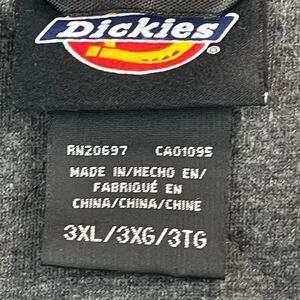 Dickies
RN20697 CA01095
MADE IN/HECHO EN/
FABRIQUÉ EN
CHINA/CHINA/CHINE
3XL/3XG/3TG